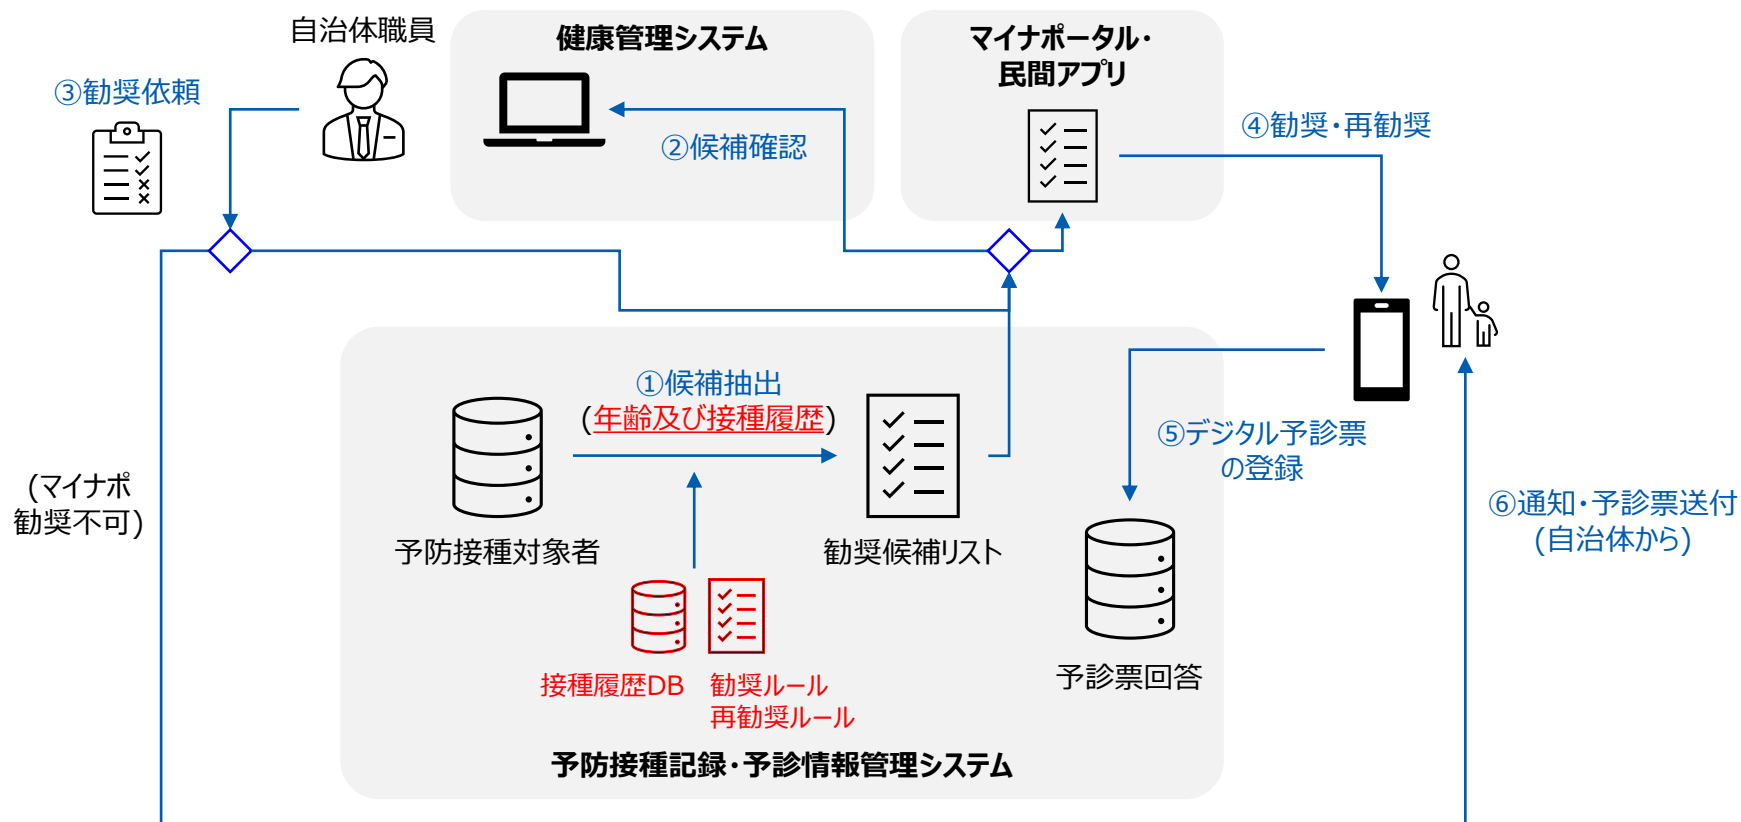 自治体職員
健康管理システム
マイナポータル・
民間アプリ
③勧奨依頼
②候補確認
④勧奨・再勧奨
①候補抽出
(年齢及び接種履歴)
⑤デジタル予診票
の登録
(マイナポ
勧奨不可)
⑥通知・予診票送付
(自治体から)
予防接種対象者
勧奨候補リスト
予診票回答
接種履歴DB
勧奨ルール
再勧奨ルール
予防接種記録・予診情報管理システム